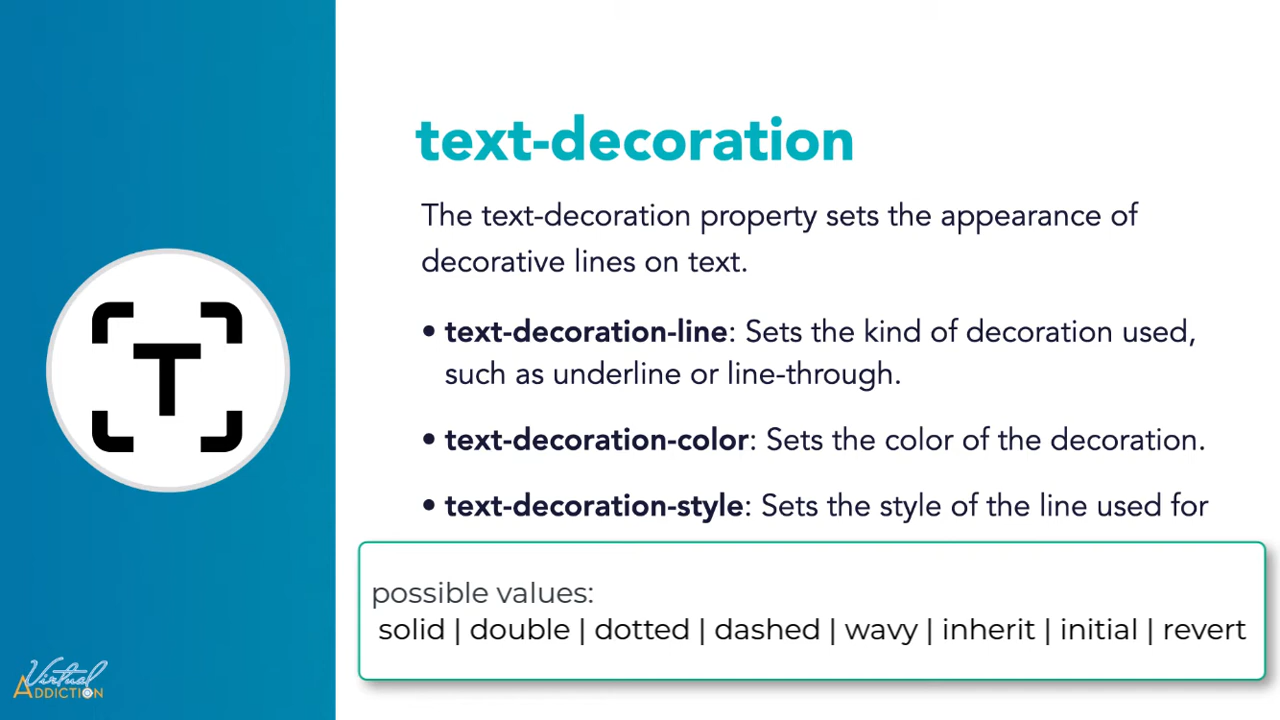 text-decoration
The text-decoration property sets the appearance of
decorative lines on text.
• text-decoration-line: Sets the kind of decoration used,
such as underline or line-through.
• text-decoration-color: Sets the color of the decoration.
• text-decoration-style: Sets the style of the line used for
possible values:
solid | double | dotted | dashed | wavy | inherit | initial | revert
T
Virtual
ADDICTION